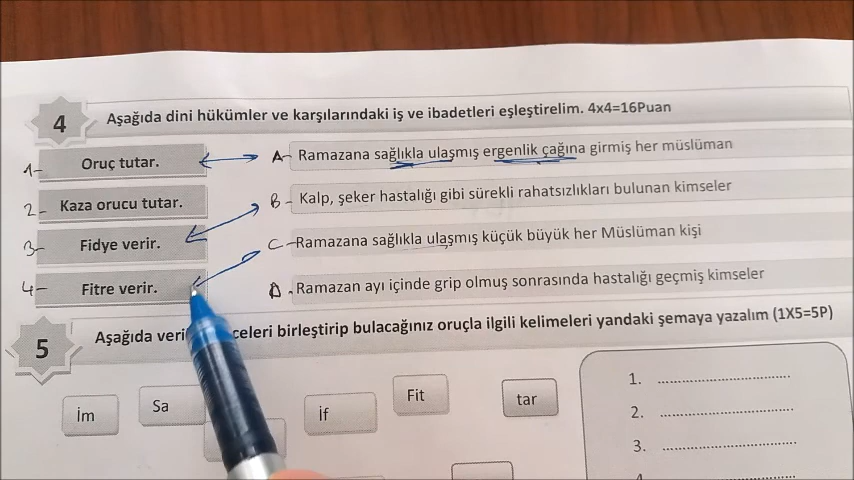 4 Aşağıda dini hükümler ve karşılarındaki iş ve ibadetleri eşleştirelim. 4x4=16Puan
1- Oruç tutar. A- Ramazana sağlıkla ulaşmış ergenlik çağına girmiş her müslüman
2- Kaza orucu tutar. B- Kalp, şeker hastalığı gibi sürekli rahatsızlıkları bulunan kimseler
3- Fidye verir. C- Ramazana sağlıkla ulaşmış küçük büyük her Müslüman kişi
4- Fitre verir. D. Ramazan ayı içinde grip olmuş sonrasında hastalığı geçmiş kimseler
5 Aşağıda veri celeri birleştirip bulacağınız oruçla ilgili kelimeleri yandaki şemaya yazalım (1X5=5P)
İm Sa İf Fit tar
1. ..............................
2. ..............................
3. ..............................